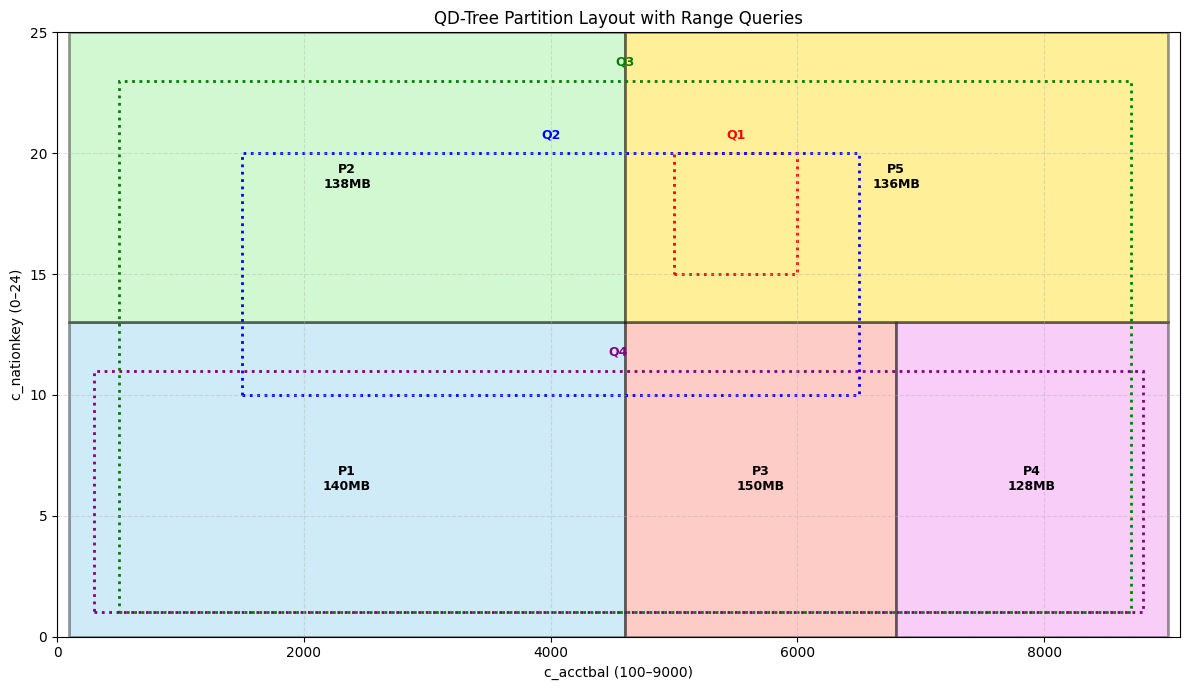 QD-Tree Partition Layout with Range Queries
25
20
15
10
5
0
c_nationkey (0–24)
Q3
Q2
Q1
P2
138MB
P5
136MB
Q4
P1
140MB
P3
150MB
P4
128MB
0
2000
4000
6000
8000
c_acctbal (100–9000)